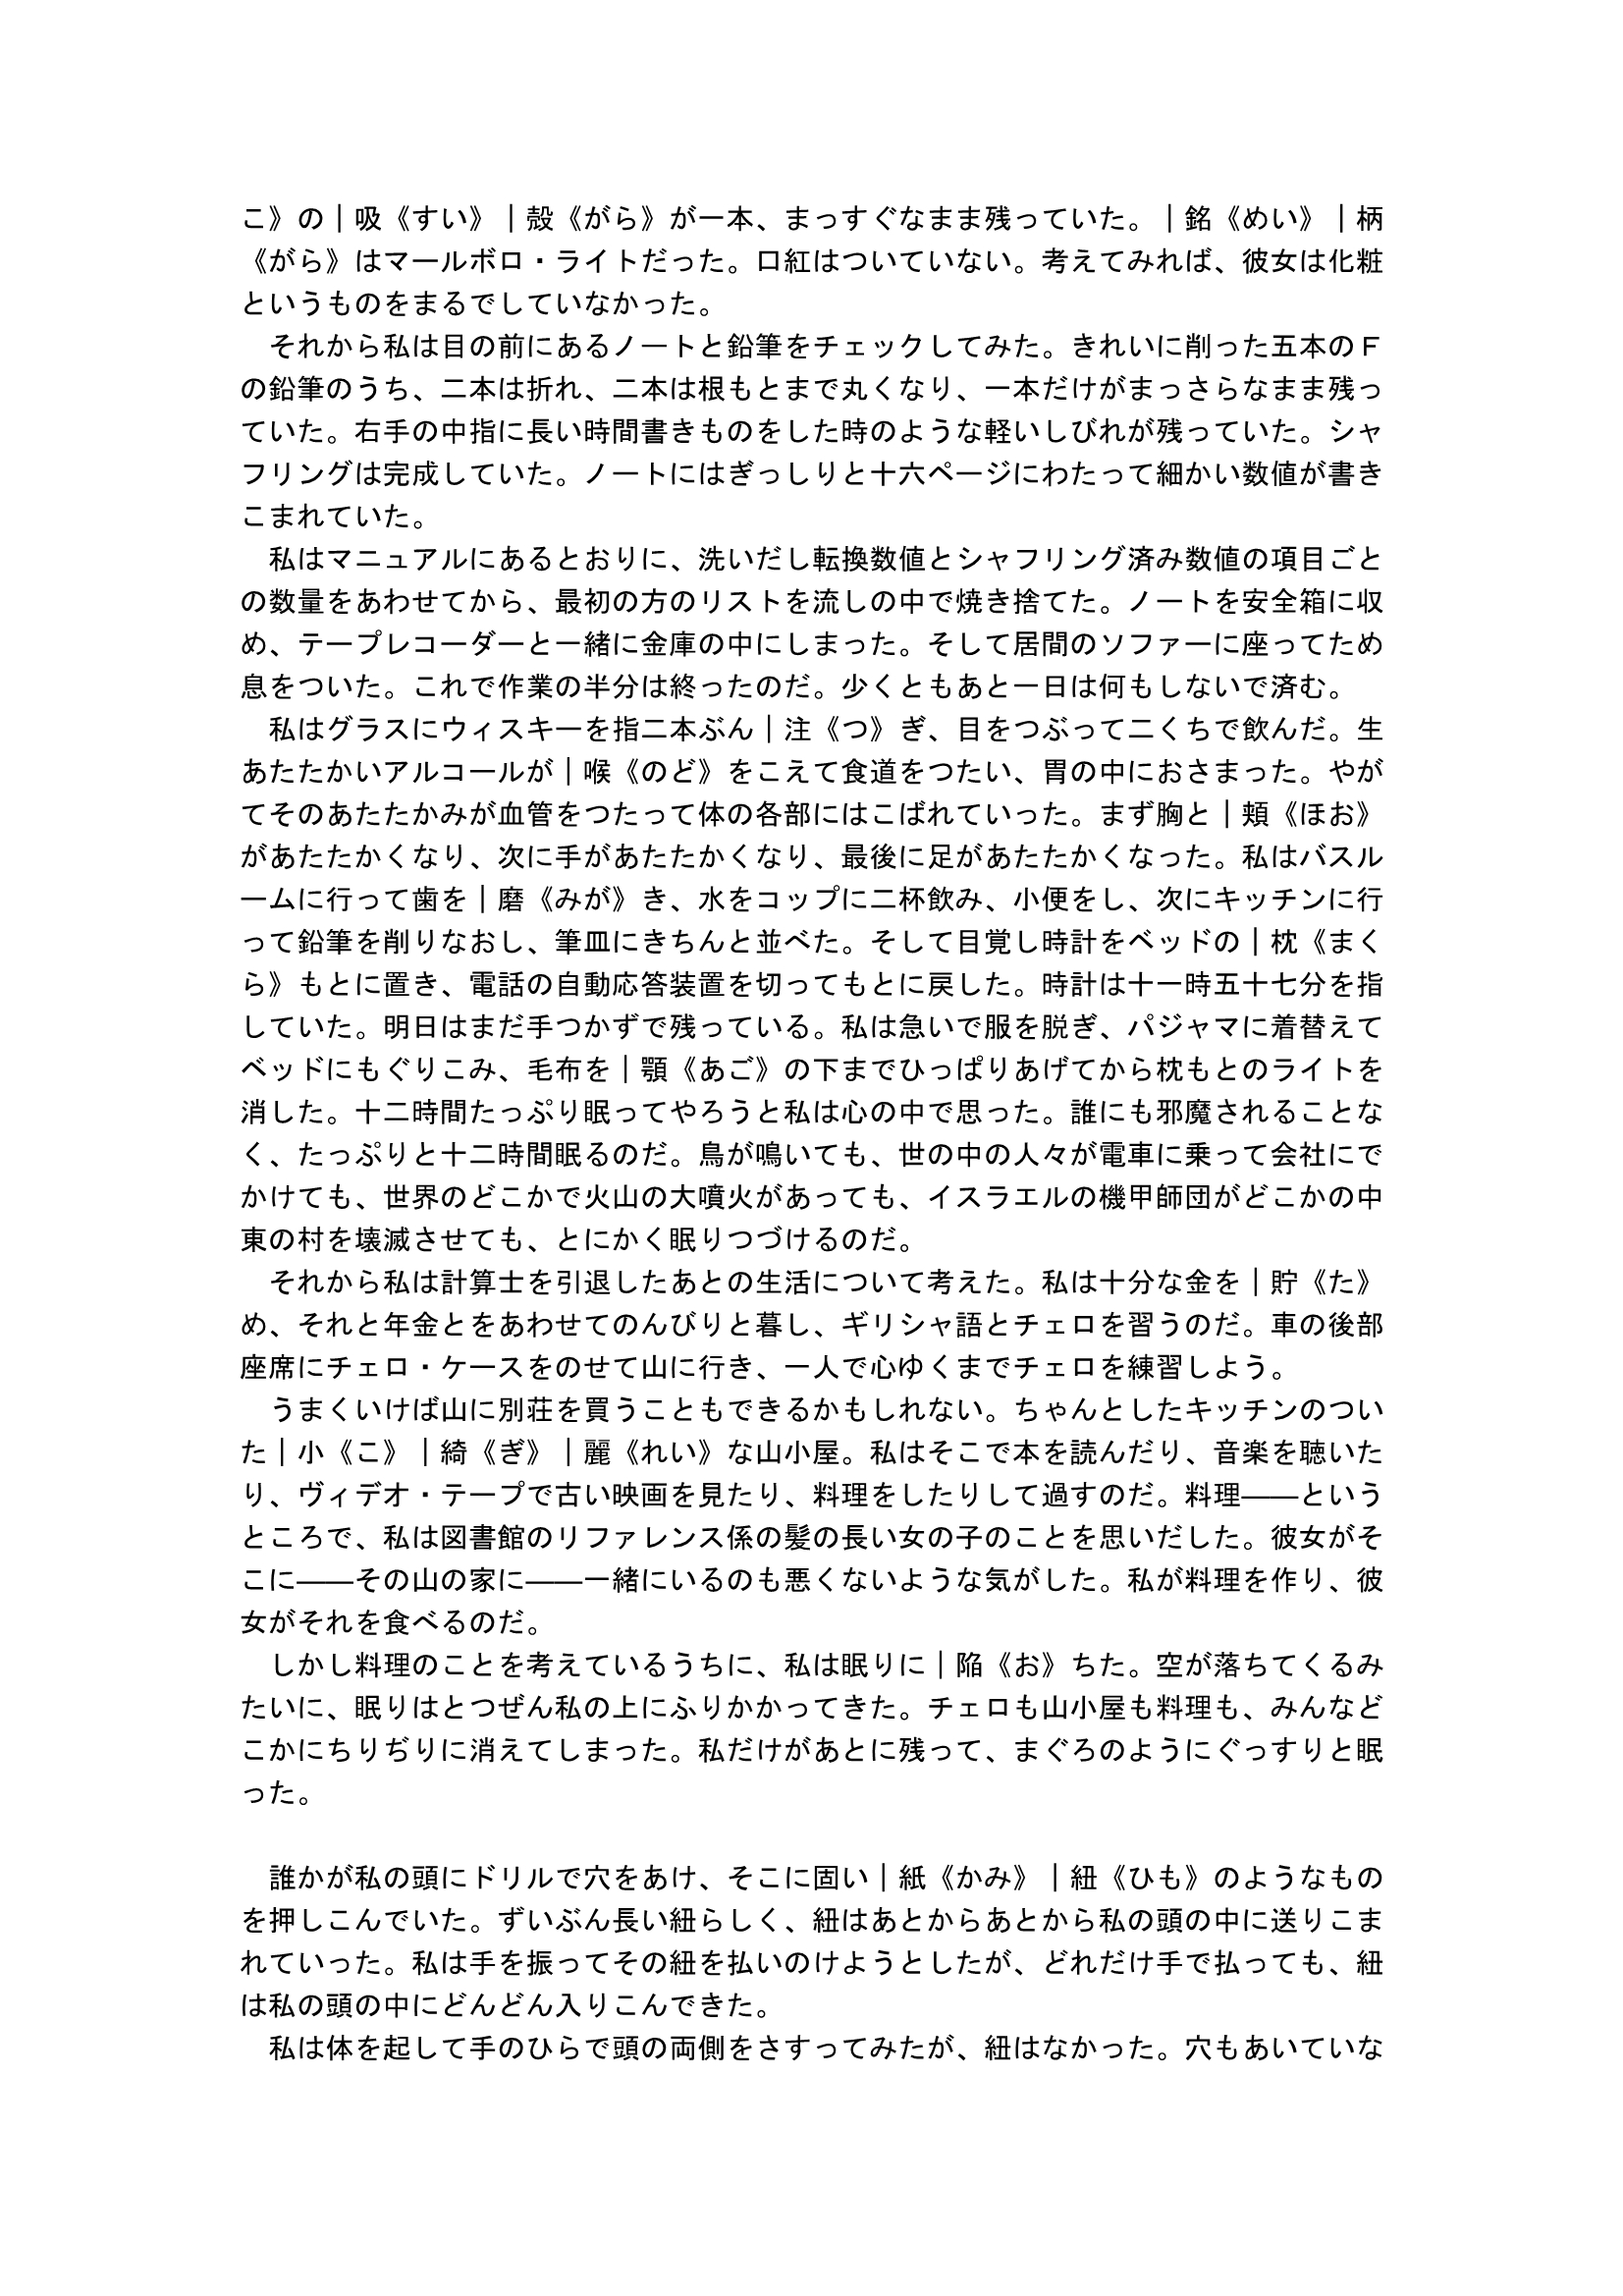 こ》の｜吸《すい》｜殻《がら》が一本、まっすぐなまま残っていた。｜銘《めい》｜柄
《がら》はマールボロ・ライトだった。口紅はついていない。考えてみれば、彼女は化粧
というものをまるでしていなかった。
　それから私は目の前にあるノートと鉛筆をチェックしてみた。きれいに削った五本のＦ
の鉛筆のうち、二本は折れ、二本は根もとまで丸くなり、一本だけがまっさらなまま残っ
ていた。右手の中指に長い時間書きものをした時のような軽いしびれが残っていた。シャ
フリングは完成していた。ノートにはぎっしりと十六ページにわたって細かい数値が書き
こまれていた。
　私はマニュアルにあるとおりに、洗いだし転換数値とシャフリング済み数値の項目ごと
の数量をあわせてから、最初の方のリストを流しの中で焼き捨てた。ノートを安全箱に収
め、テープレコーダーと一緒に金庫の中にしまった。そして居間のソファーに座ってため
息をついた。これで作業の半分は終ったのだ。少くともあと一日は何もしないで済む。
　私はグラスにウィスキーを指二本ぶん｜注《つ》ぎ、目をつぶって二くちで飲んだ。生
あたたかいアルコールが｜喉《のど》をこえて食道をつたい、胃の中におさまった。やが
てそのあたたかみが血管をつたって体の各部にはこばれていった。まず胸と｜頬《ほお》
があたたかくなり、次に手があたたかくなり、最後に足があたたかくなった。私はバスル
ームに行って歯を｜磨《みが》き、水をコップに二杯飲み、小便をし、次にキッチンに行
って鉛筆を削りなおし、筆皿にきちんと並べた。そして目覚し時計をベッドの｜枕《まく
ら》もとに置き、電話の自動応答装置を切ってもとに戻した。時計は十一時五十七分を指
していた。明日はまだ手つかずで残っている。私は急いで服を脱ぎ、パジャマに着替えて
ベッドにもぐりこみ、毛布を｜顎《あご》の下までひっぱりあげてから枕もとのライトを
消した。十二時間たっぷり眠ってやろうと私は心の中で思った。誰にも邪魔されることな
く、たっぷりと十二時間眠るのだ。鳥が鳴いても、世の中の人々が電車に乗って会社にで
かけても、世界のどこかで火山の大噴火があっても、イスラエルの機甲師団がどこかの中
東の村を壊滅させても、とにかく眠りつづけるのだ。
　それから私は計算士を引退したあとの生活について考えた。私は十分な金を｜貯《た》
め、それと年金とをあわせてのんびりと暮し、ギリシャ語とチェロを習うのだ。車の後部
座席にチェロ・ケースをのせて山に行き、一人で心ゆくまでチェロを練習しよう。
　うまくいけば山に別荘を買うこともできるかもしれない。ちゃんとしたキッチンのつい
た｜小《こ》｜綺《ぎ》｜麗《れい》な山小屋。私はそこで本を読んだり、音楽を聴いた
り、ヴィデオ・テープで古い映画を見たり、料理をしたりして過すのだ。料理――という
ところで、私は図書館のリファレンス係の髪の長い女の子のことを思いだした。彼女がそ
こに――その山の家に――一緒にいるのも悪くないような気がした。私が料理を作り、彼
女がそれを食べるのだ。
　しかし料理のことを考えているうちに、私は眠りに｜陥《お》ちた。空が落ちてくるみ
たいに、眠りはとつぜん私の上にふりかかってきた。チェロも山小屋も料理も、みんなど
こかにちりぢりに消えてしまった。私だけがあとに残って、まぐろのようにぐっすりと眠
った。

　誰かが私の頭にドリルで穴をあけ、そこに固い｜紙《かみ》｜紐《ひも》のようなもの
を押しこんでいた。ずいぶん長い紐らしく、紐はあとからあとから私の頭の中に送りこま
れていった。私は手を振ってその紐を払いのけようとしたが、どれだけ手で払っても、紐
は私の頭の中にどんどん入りこんできた。
　私は体を起して手のひらで頭の両側をさすってみたが、紐はなかった。穴もあいていな